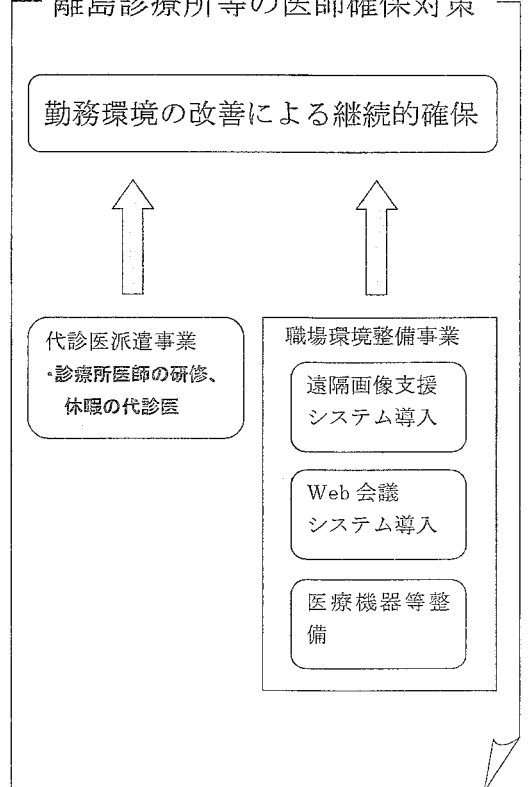 離島診療所等の医師確保対策
勤務環境の改善による継続的確保
代診医派遣事業
・診療所医師の研修、
休暇の代診医
職場環境整備事業
遠隔画像支援
システム導入
Web 会議
システム導入
医療機器等整
備